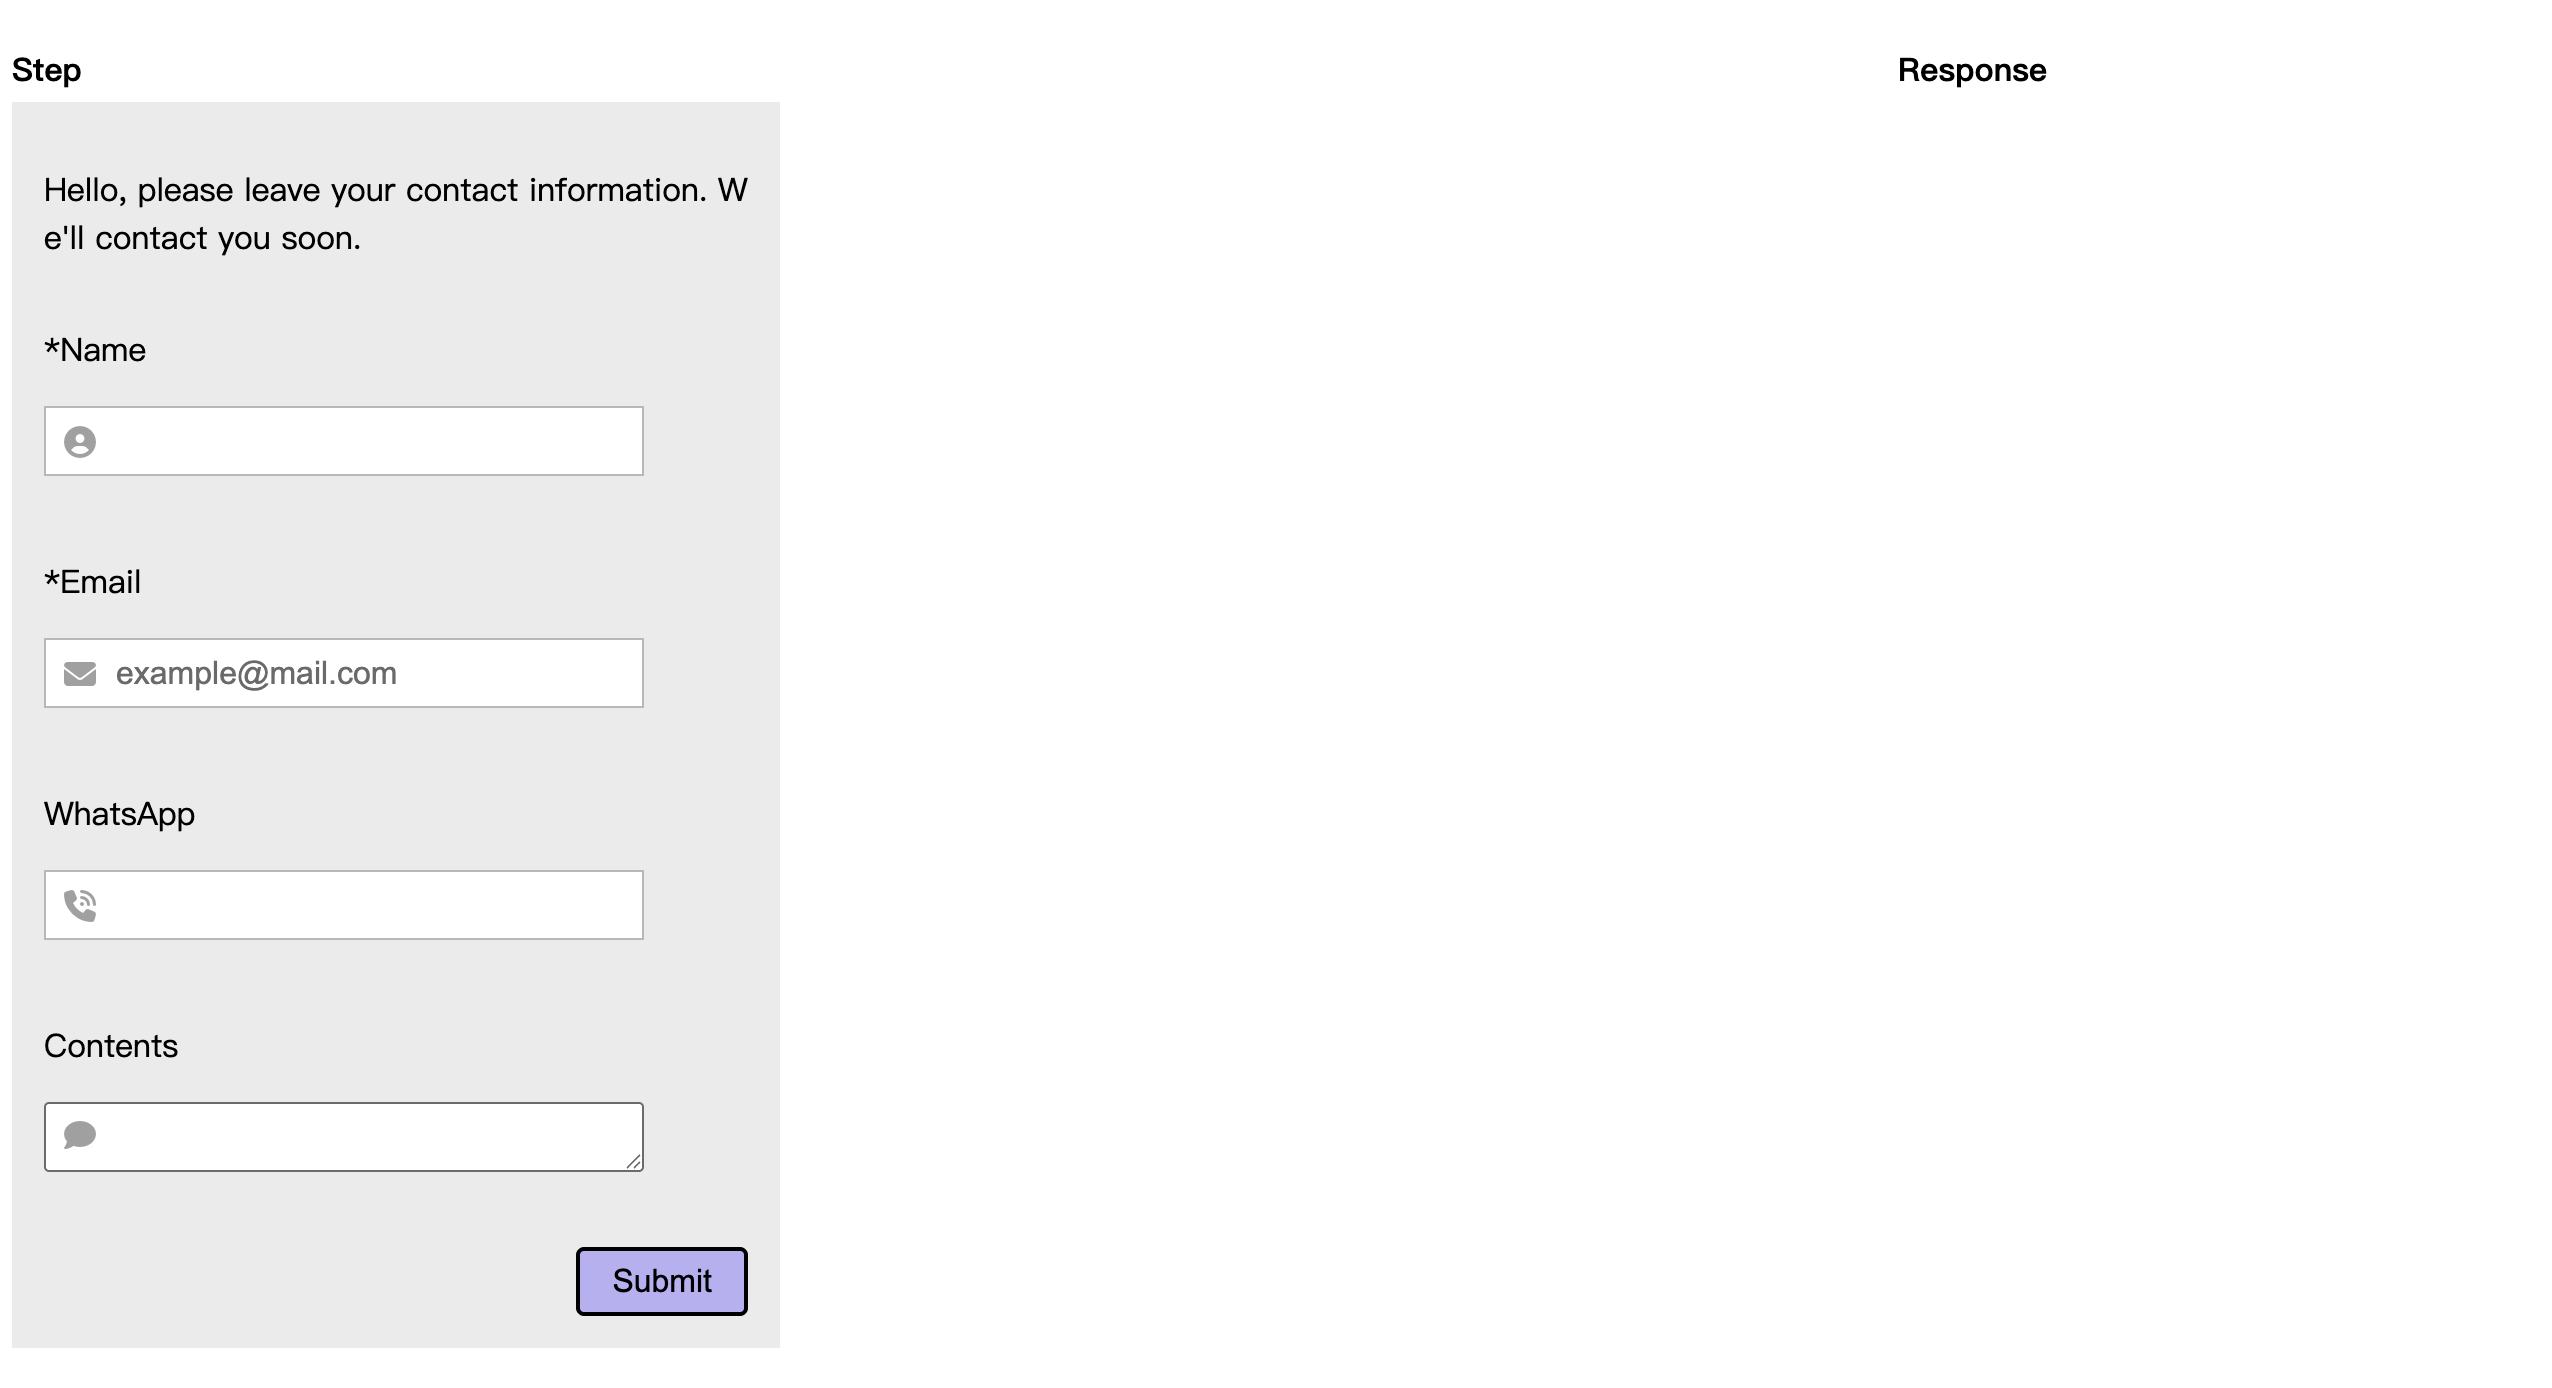 Step
Response
Hello, please leave your contact information. W
e'll contact you soon.
*Name
*Email
example@mail.com
WhatsApp
Contents
Submit